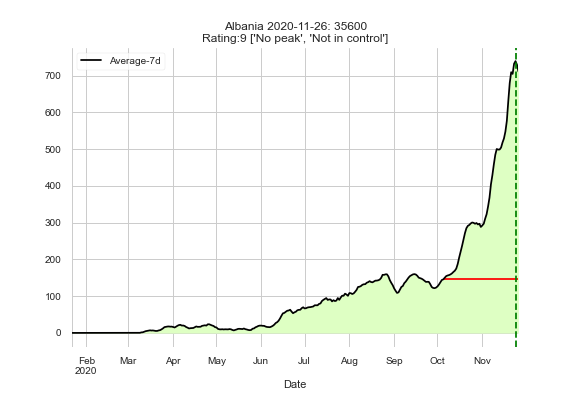 Albania 2020-11-26: 35600
Rating:9 ['No peak', 'Not in control']
Average-7d
700
600
500
400
300
200
100
0
Feb Mar Apr May Jun Jul Aug Sep Oct Nov
2020
Date